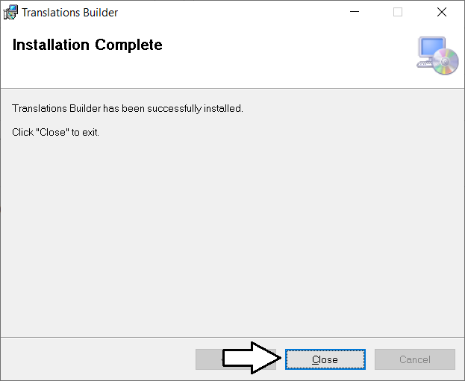 Translations Builder
Installation Complete
Translations Builder has been successfully installed.
Click "Close" to exit.
Close
Cancel